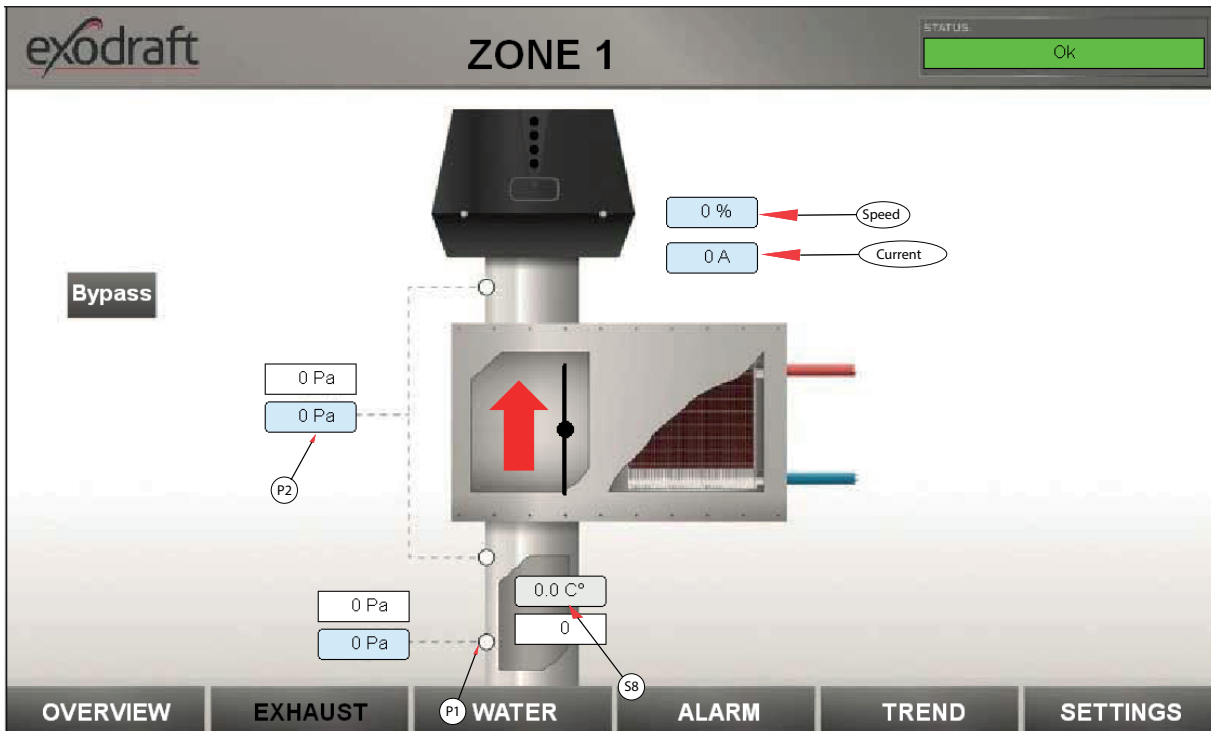 exodraft
ZONE 1
STATUS:
Ok
0 %
Speed
0 A
Current
Bypass
0 Pa
0 Pa
P2
0.0 C°
0 Pa
0
0 Pa
S8
P1
OVERVIEW
EXHAUST
WATER
ALARM
TREND
SETTINGS